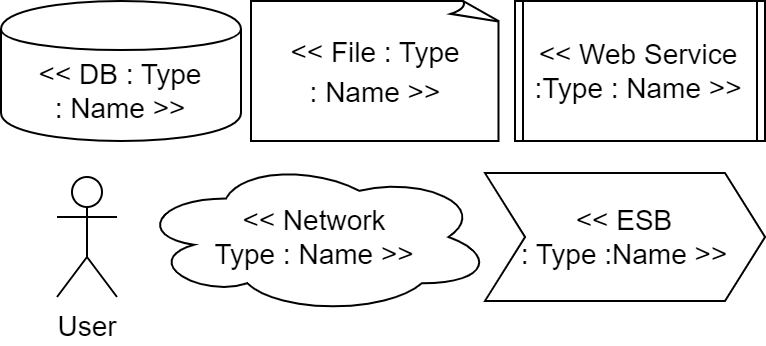 << DB : Type
: Name >>
<< File : Type
: Name >>
<< Web Service
:Type : Name >>
User
<< Network
Type : Name >>
<< ESB
: Type :Name >>